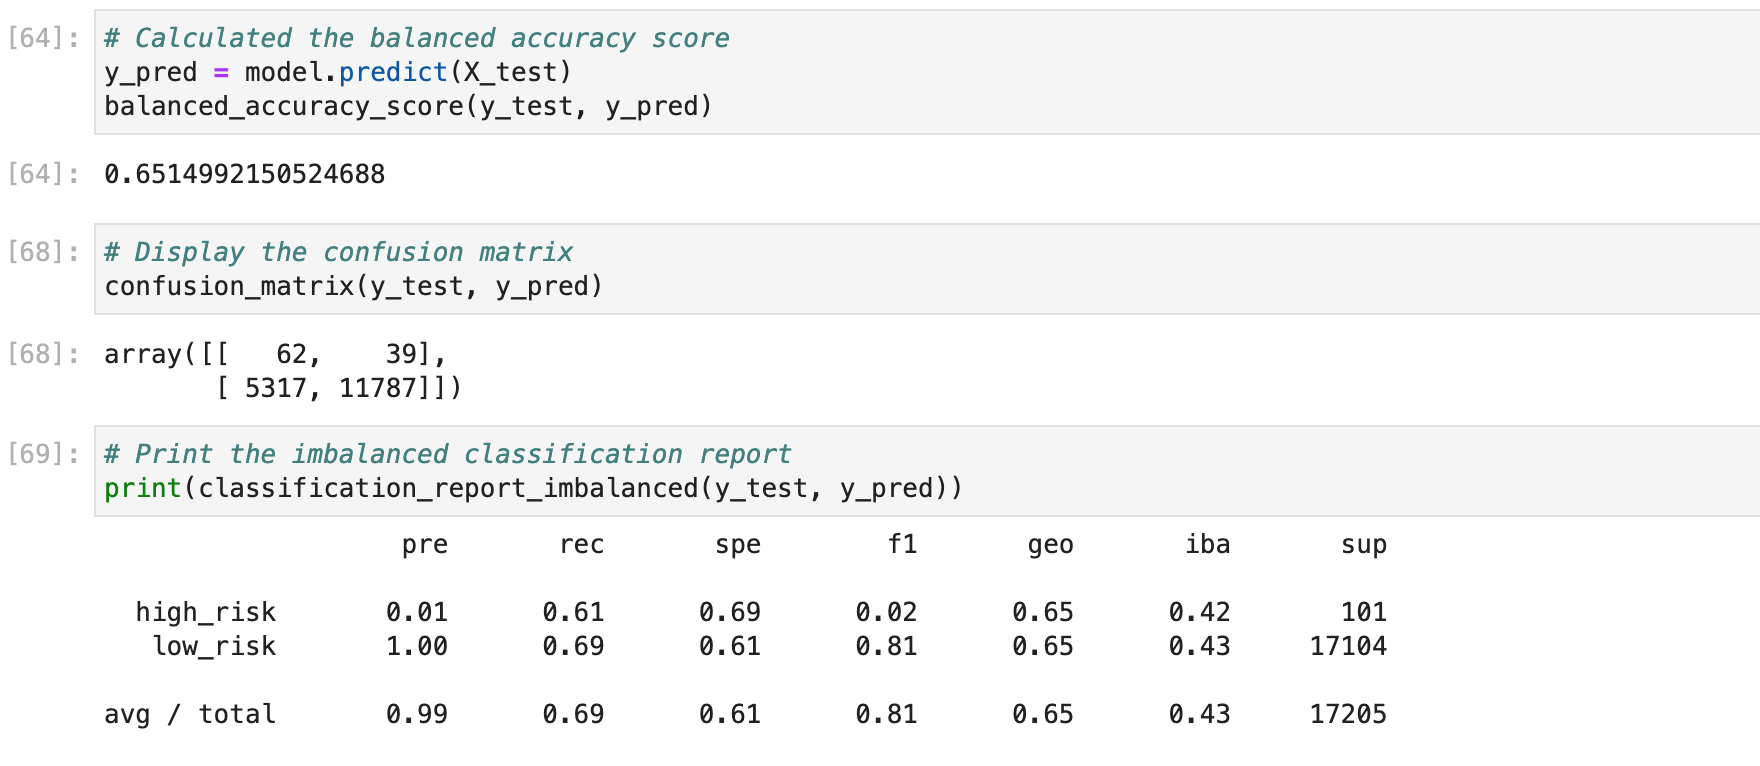 [64]: # Calculated the balanced accuracy score
y_pred = model.predict(X_test)
balanced_accuracy_score(y_test, y_pred)
[64]: 0.6514992150524688
[68]: # Display the confusion matrix
confusion_matrix(y_test, y_pred)
[68]: array([[   62,    39],
       [ 5317, 11787]])
[69]: # Print the imbalanced classification report
print(classification_report_imbalanced(y_test, y_pred))
                   pre       rec       spe        f1       geo       iba       sup
  high_risk       0.01      0.61      0.69      0.02      0.65      0.42       101
   low_risk       1.00      0.69      0.61      0.81      0.65      0.43     17104
avg / total       0.99      0.69      0.61      0.81      0.65      0.43     17205